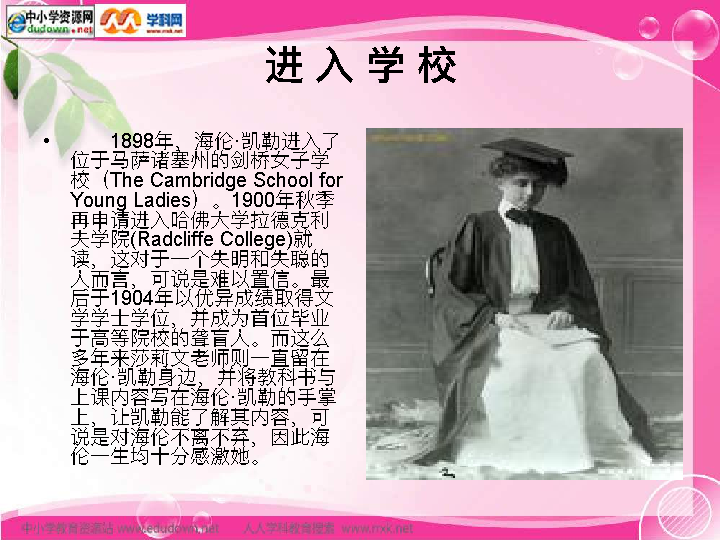 中小学资源网
dudown.net
学科网
www.nxk.net
进入学校
• 1898年，海伦·凯勒进入了
位于马萨诸塞州的剑桥女子学
校（The Cambridge School for
Young Ladies）。1900年秋季
再申请进入哈佛大学拉德克利
夫学院(Radcliffe College)就
读，这对于一个失明和失聪的
人而言，可说是难以置信。最
后于1904年以优异成绩取得文
学学士学位，并成为首位毕业
于高等院校的聋盲人。而这么
多年来莎莉文老师则一直留在
海伦·凯勒身边，并将教科书与
上课内容写在海伦·凯勒的手掌
上，让凯勒能了解其内容，可
说是对海伦不离不弃，因此海
伦一生均十分感激她。
中小学教育资源站 www.edudown.net 人人学科教育搜索 www.nxk.net